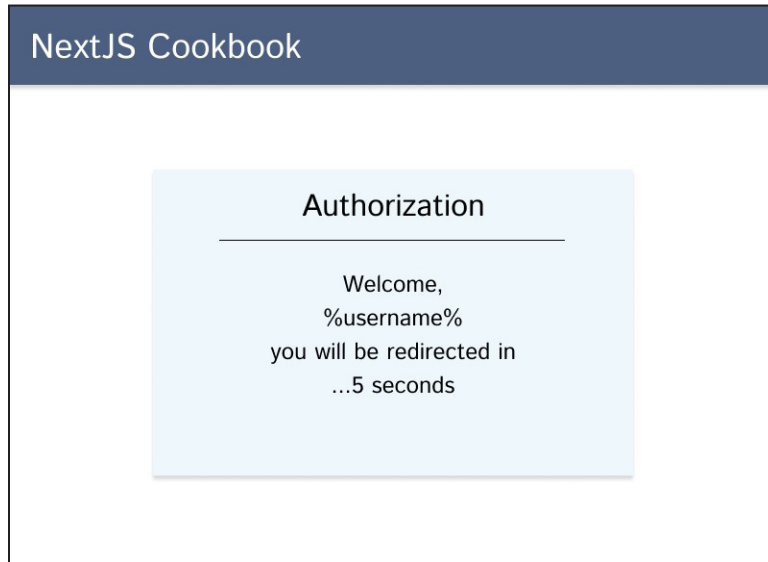 NextJS Cookbook
Authorization
Welcome,
%username%
you will be redirected in
...5 seconds